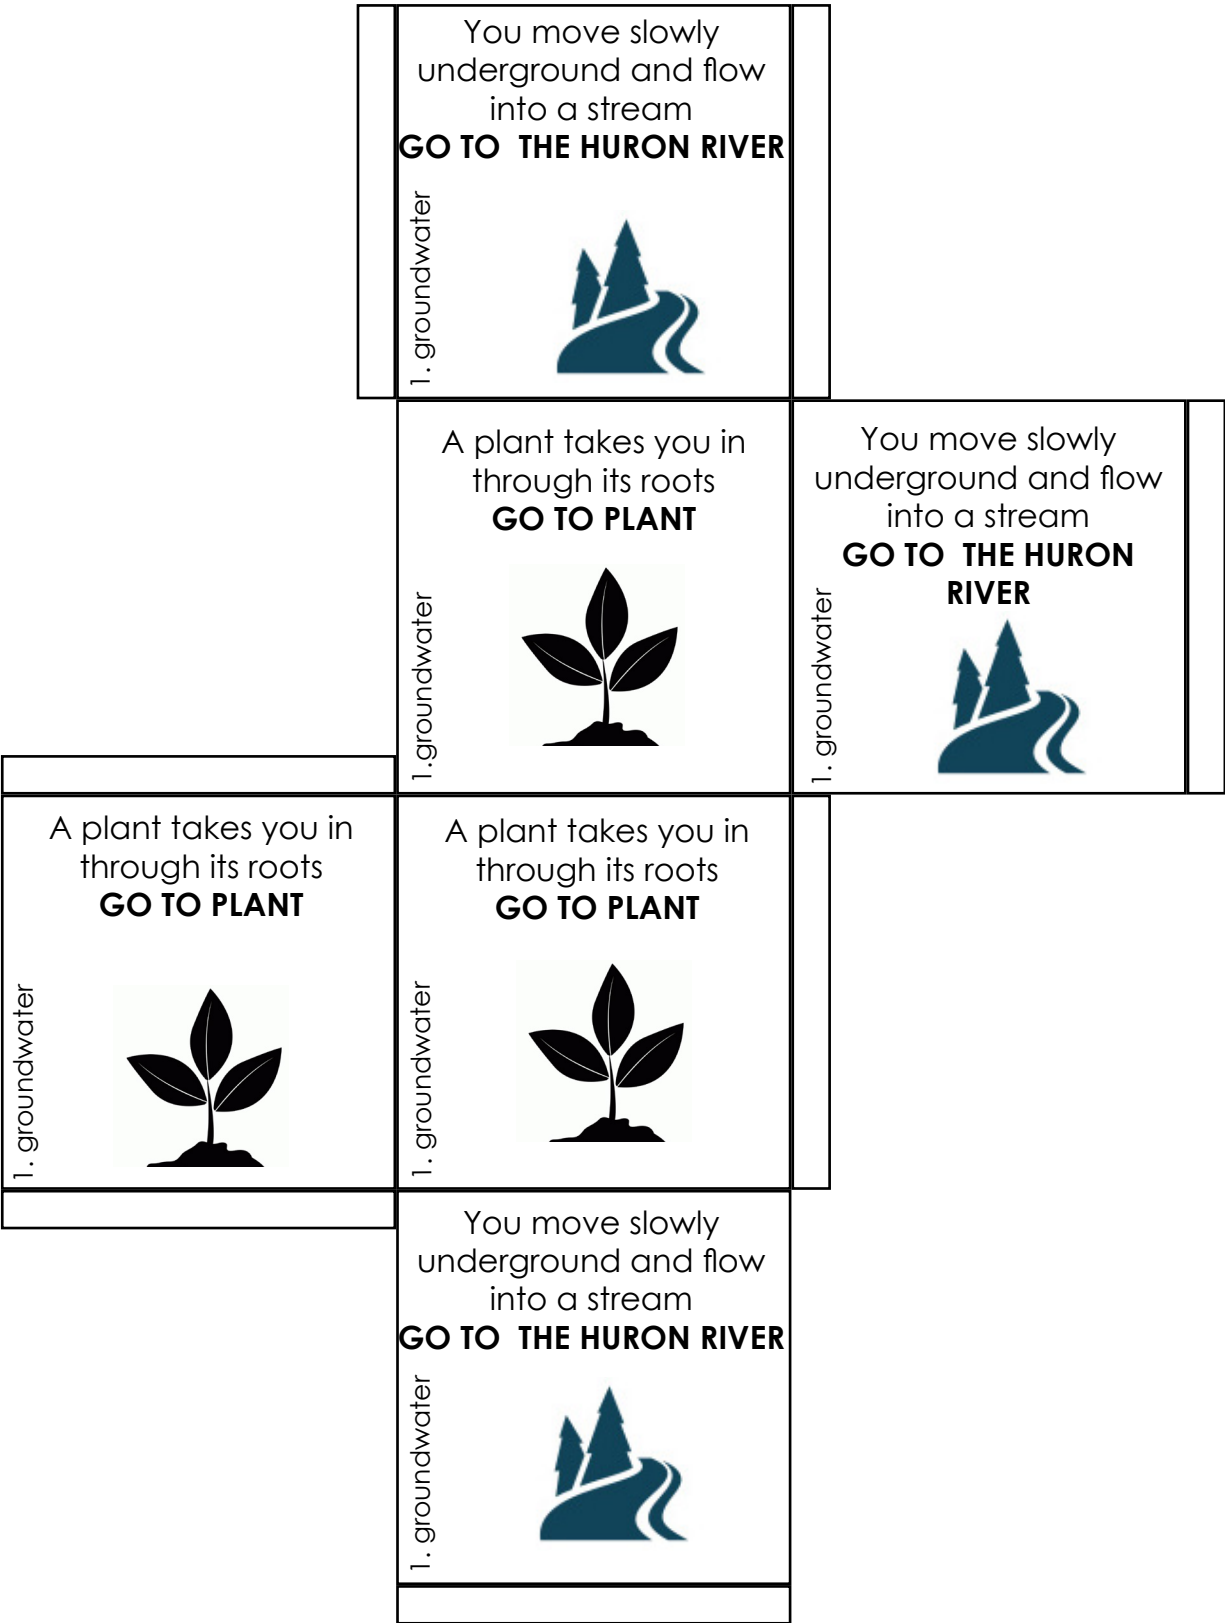 You move slowly
underground and flow
into a stream
GO TO  THE HURON RIVER
1. groundwater
A plant takes you in
through its roots
GO TO PLANT
1.groundwater
You move slowly
underground and flow
into a stream
GO TO  THE HURON
RIVER
1. groundwater
A plant takes you in
through its roots
GO TO PLANT
1. groundwater
A plant takes you in
through its roots
GO TO PLANT
1. groundwater
You move slowly
underground and flow
into a stream
GO TO  THE HURON RIVER
1. groundwater